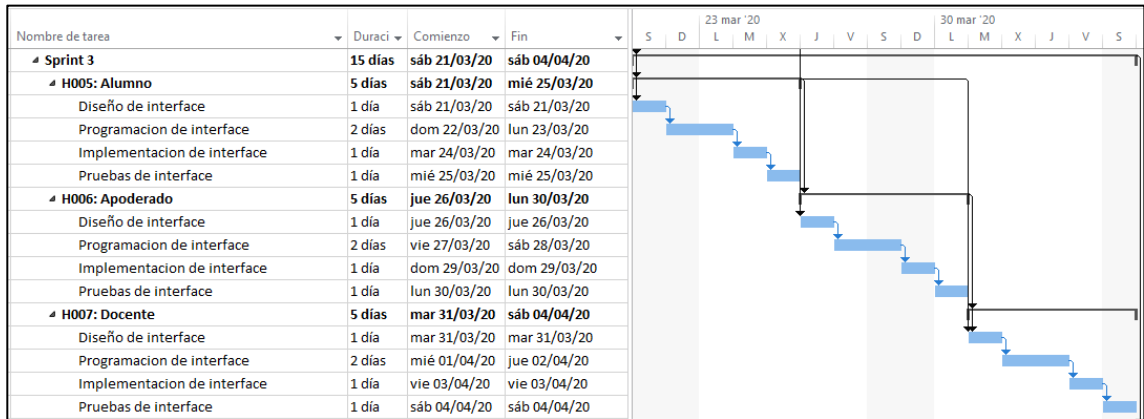 23 mar '20 30 mar '20
Nombre de tarea Duraci Comienzo Fin S D L M X J V S D L M X J V S
Sprint 3 15 días sáb 21/03/20 sáb 04/04/20
H005: Alumno 5 días sáb 21/03/20 mié 25/03/20
Diseño de interface 1 día sáb 21/03/20 sáb 21/03/20
Programacion de interface 2 días dom 22/03/20 lun 23/03/20
Implementacion de interface 1 día mar 24/03/20 mar 24/03/20
Pruebas de interface 1 día mié 25/03/20 mié 25/03/20
H006: Apoderado 5 días jue 26/03/20 lun 30/03/20
Diseño de interface 1 día jue 26/03/20 jue 26/03/20
Programacion de interface 2 días vie 27/03/20 sáb 28/03/20
Implementacion de interface 1 día dom 29/03/20 dom 29/03/20
Pruebas de interface 1 día lun 30/03/20 lun 30/03/20
H007: Docente 5 días mar 31/03/20 sáb 04/04/20
Diseño de interface 1 día mar 31/03/20 mar 31/03/20
Programacion de interface 2 días mié 01/04/20 jue 02/04/20
Implementacion de interface 1 día vie 03/04/20 vie 03/04/20
Pruebas de interface 1 día sáb 04/04/20 sáb 04/04/20